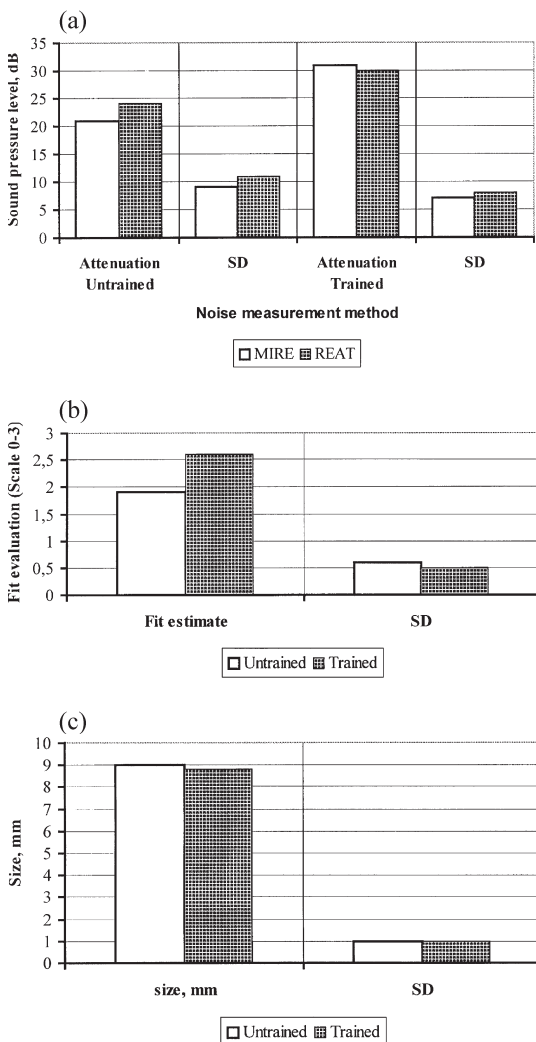 (a)
Sound pressure level, dB
35
30
25
20
15
10
5
0
Attenuation
Untrained
SD
Attenuation
Trained
SD
Noise measurement method
MIRE REAT
(b)
Fit evaluation (Scale 0-3)
3
2,5
2
1,5
1
0,5
0
Fit estimate SD
Untrained Trained
(c)
Size, mm
10
9
8
7
6
5
4
3
2
1
0
size, mm SD
Untrained Trained